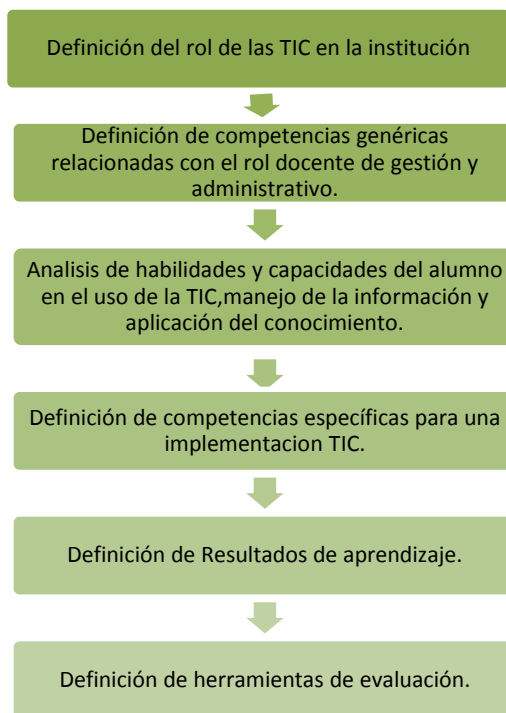 Definición del rol de las TIC en la institución
Definición de competencias genéricas
relacionadas con el rol docente de gestión y
administrativo.
Analisis de habilidades y capacidades del alumno
en el uso de la TIC,manejo de la información y
aplicación del conocimiento.
Definición de competencias específicas para una
implementacion TIC.
Definición de Resultados de aprendizaje.
Definición de herramientas de evaluación.